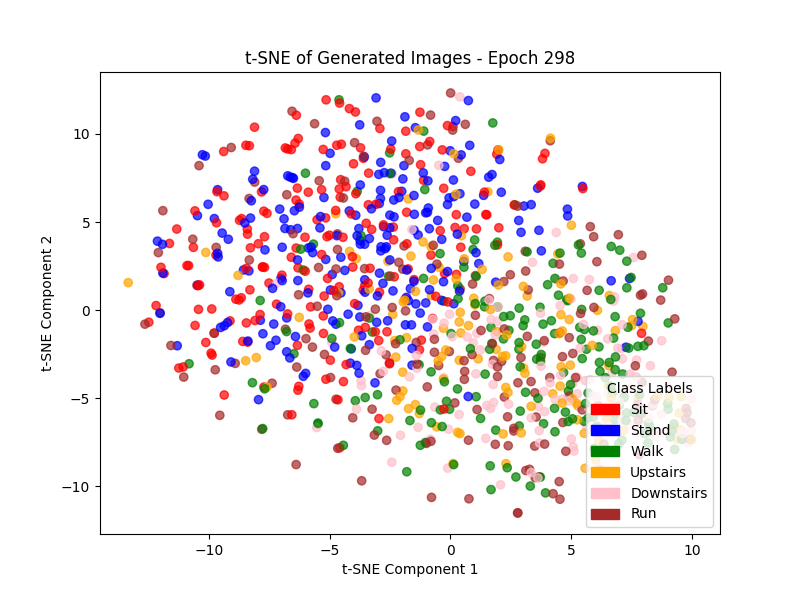 t-SNE of Generated Images - Epoch 298
t-SNE Component 2
10
5
0
−5
−10
−10
−5
0
5
10
t-SNE Component 1
Class Labels
Sit
Stand
Walk
Upstairs
Downstairs
Run